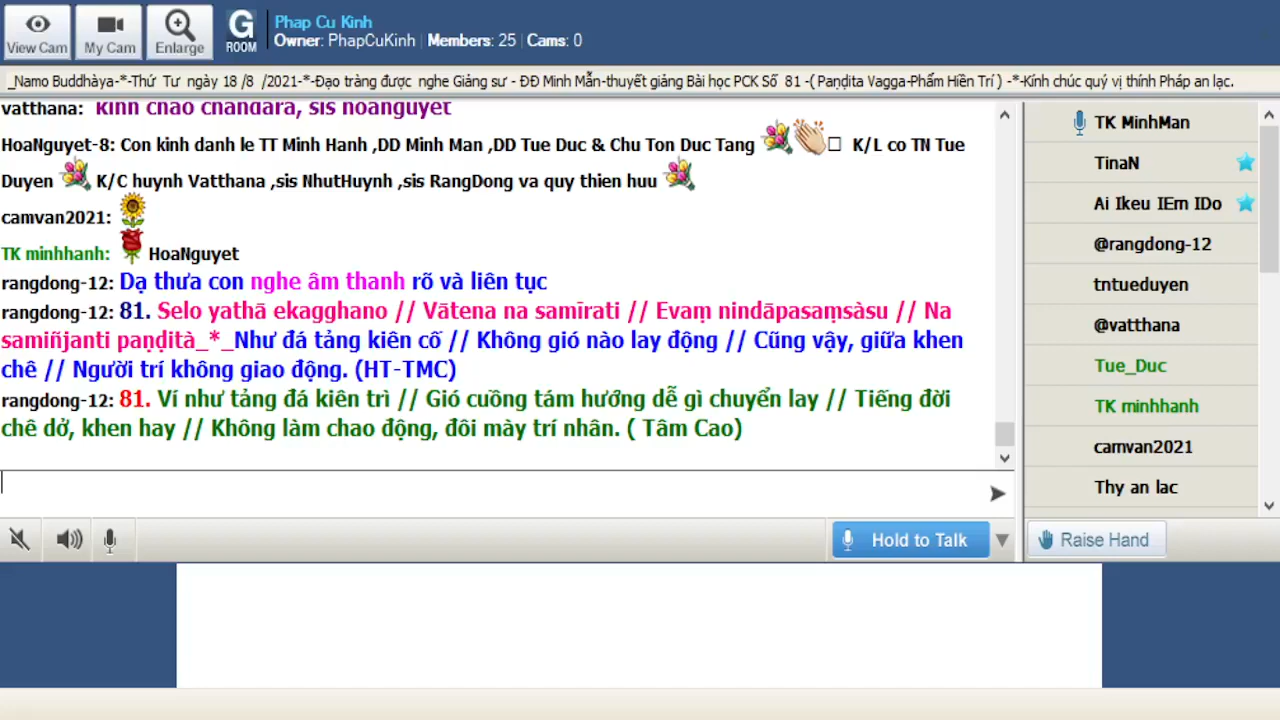 Phap Cu Kinh
View Cam My Cam Enlarge G ROOM Owner: PhapCuKinh Members: 25 Cams: 0
_Namo Buddhàya-*-Thứ Tư ngày 18 /8 /2021-*-Đạo tràng được nghe Giảng sư - ĐĐ Minh Mẫn-thuyết giảng Bài học PCK Số 81 -( Paṇḍita Vagga-Phẩm Hiền Trí ) -*-Kính chúc quý vị thính Pháp an lạc.
vatthana: kinh chao chandara, sis hoanguyet
HoaNguyet-8: Con kinh danh le TT Minh Hanh ,DD Minh Man ,DD Tue Duc & Chu Ton Duc Tang K/L co TN Tue
Duyen K/C huynh Vatthana ,sis NhutHuynh ,sis RangDong va quy thien huu
camvan2021:
TK minhhanh: HoaNguyet
rangdong-12: Dạ thưa con nghe âm thanh rõ và liên tục
rangdong-12: 81. Selo yathā ekagghano // Vātena na samīrati // Evaṃ nindāpasaṃsàsu // Na
samiñjanti paṇḍità_*_Như đá tảng kiên cố // Không gió nào lay động // Cũng vậy, giữa khen
chê // Người trí không giao động. (HT-TMC)
rangdong-12: 81. Ví như tảng đá kiên trì // Gió cuồng tám hướng dễ gì chuyển lay // Tiếng đời
chê dở, khen hay // Không làm chao động, đôi mày trí nhân. ( Tâm Cao)
Hold to Talk
TK MinhMan
TinaN
Ai Ikeu IEm IDo
@rangdong-12
tntueduyen
@vatthana
Tue_Duc
TK minhhanh
camvan2021
Thy an lac
Raise Hand